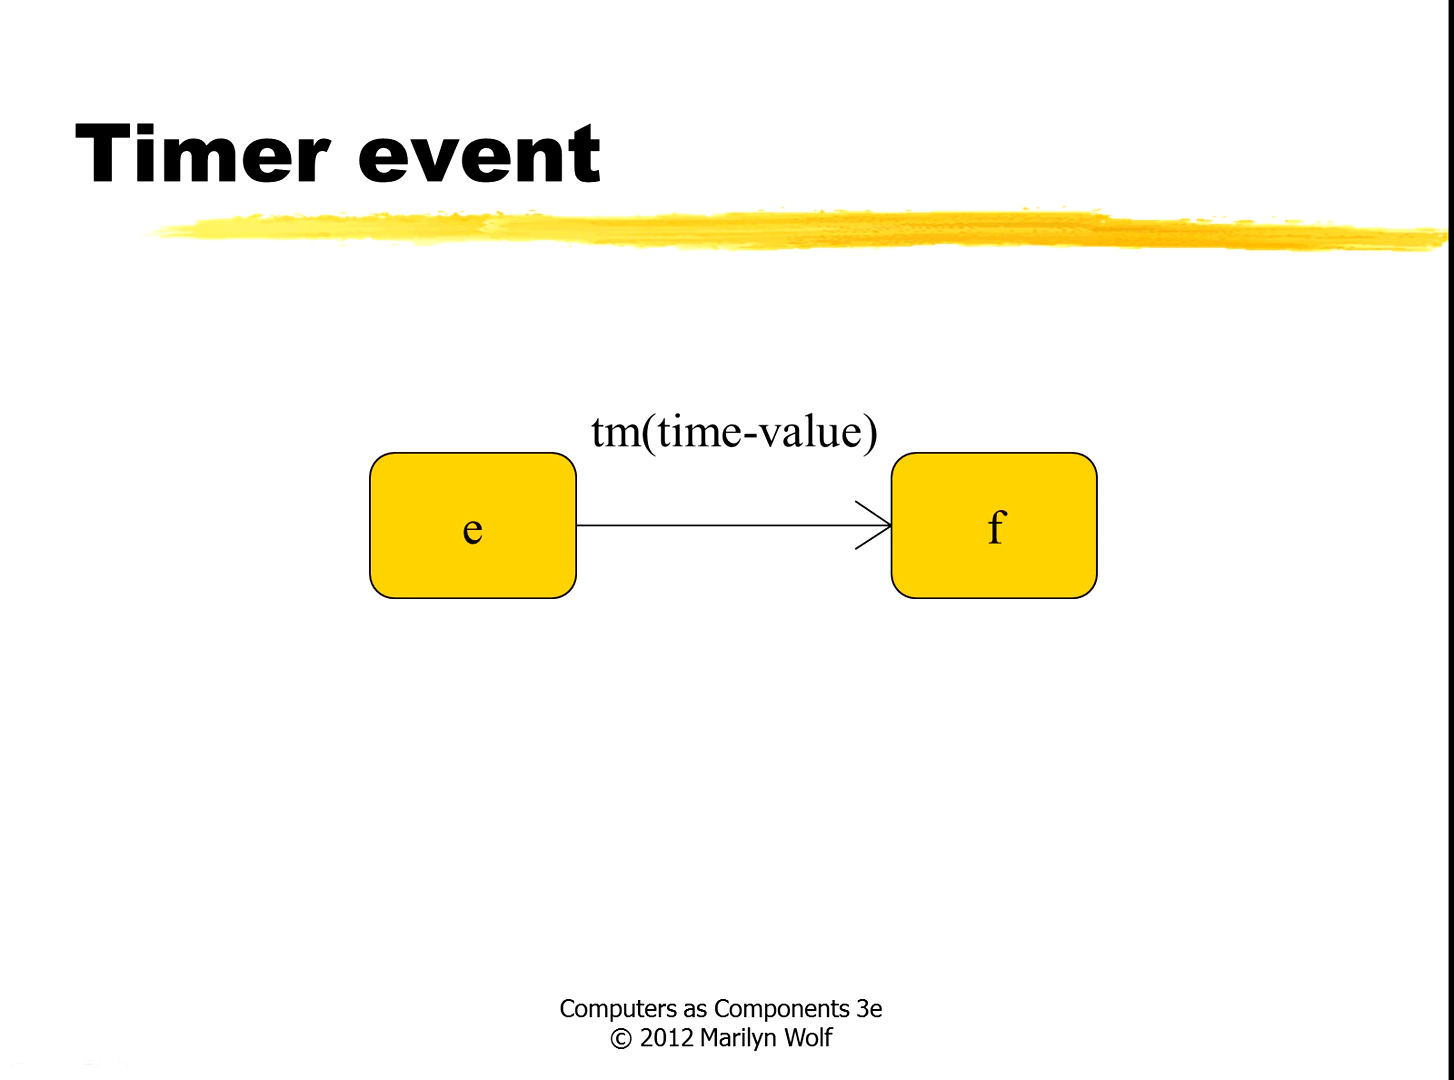 Timer event
tm(time-value)
e
f
Computers as Components 3e
© 2012 Marilyn Wolf